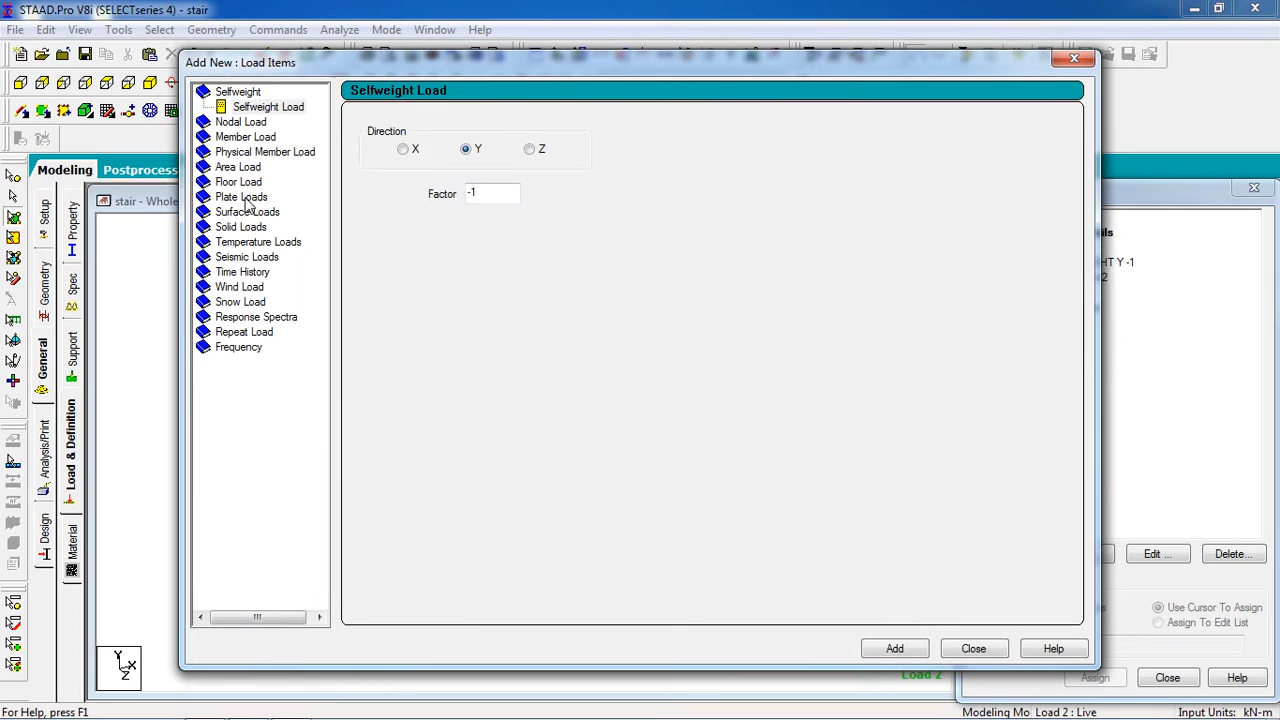 STAAD.Pro V8i (SELECTseries 4) - stair
File Edit View Tools Select Geometry Commands Analyze Mode Window Help
Add New : Load Items
Selfweight
Selfweight Load
Nodal Load
Member Load
Physical Member Load
Area Load
Floor Load
Plate Loads
Surface Loads
Solid Loads
Temperature Loads
Seismic Loads
Time History
Wind Load
Snow Load
Response Spectra
Repeat Load
Frequency
Selfweight Load
Direction
X Y Z
Factor -1
Add Close Help
Modeling Postprocess
stair - Whole
Setup
Geometry
General
Analysis/Print
Design
Property
Spec
Support
Load & Definition
Material
Y
X
Z
Load 2
HT Y -1
2
Edit ... Delete...
Use Cursor To Assign
Assign To Edit List
Assign Close Help
For Help, press F1
Modeling Mo Load 2 : Live Input Units: kN-m